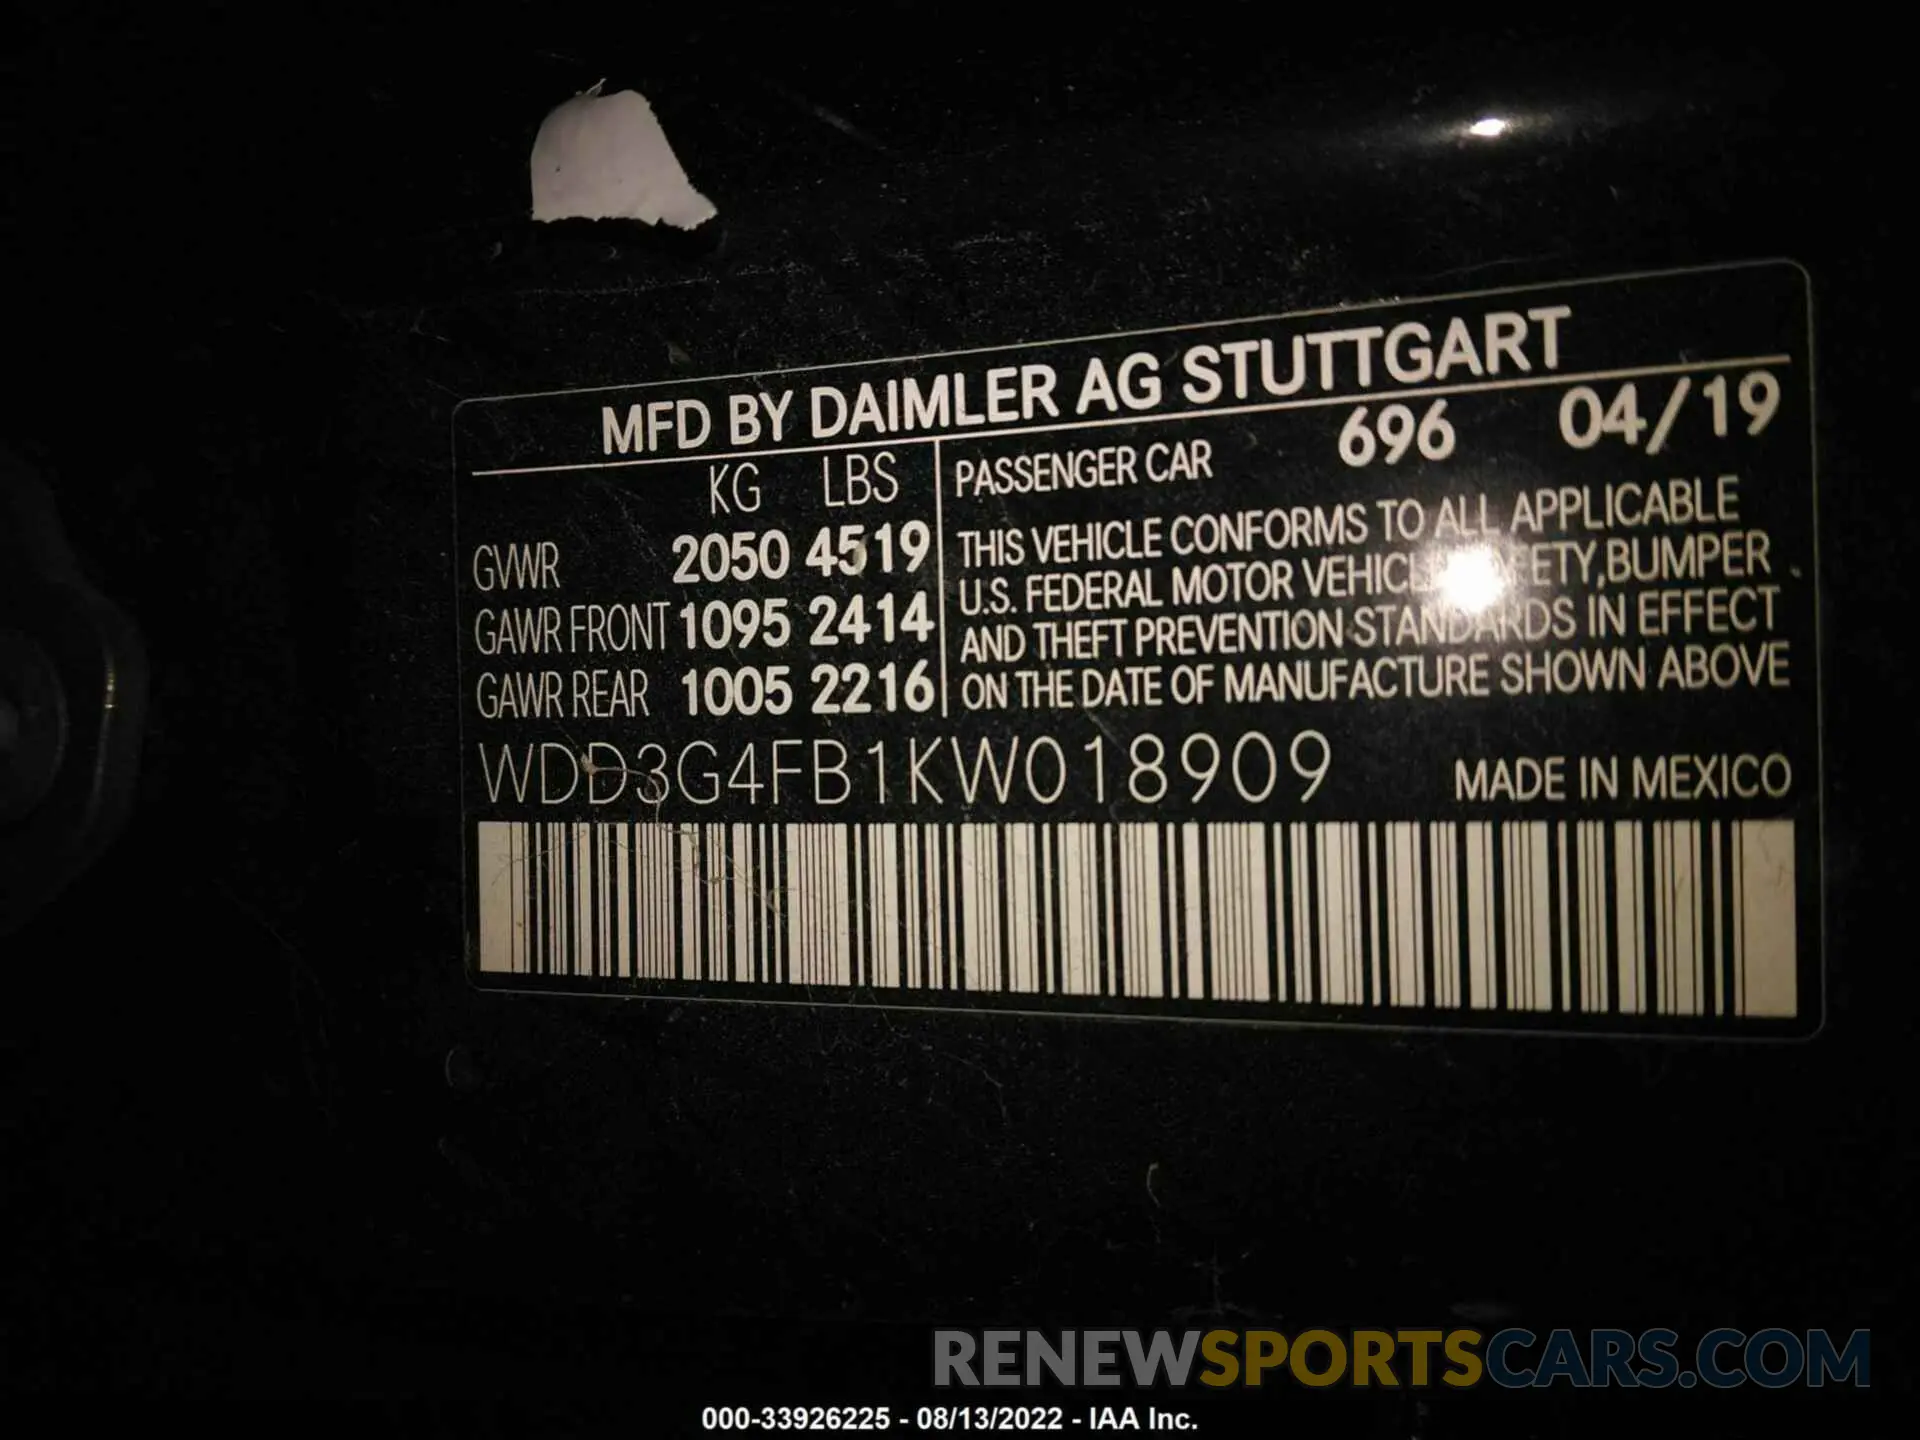 MFD BY DAIMLER AG STUTTGART
KG LBS
PASSENGER CAR 696 04/19
GVWR 2050 4519
GAWR FRONT 1095 2414
GAWR REAR 1005 2216
THIS VEHICLE CONFORMS TO ALL APPLICABLE
U.S. FEDERAL MOTOR VEHICLE SAFETY,BUMPER
AND THEFT PREVENTION STANDARDS IN EFFECT
ON THE DATE OF MANUFACTURE SHOWN ABOVE
WDD3G4FB1KW018909 MADE IN MEXICO
RENEWSPORTSCARS.COM
000-33926225 - 08/13/2022 - IAA Inc.